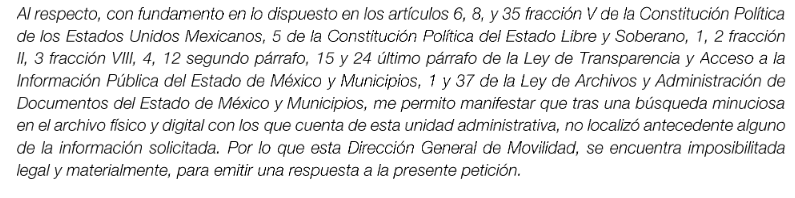 Al respecto, con fundamento en lo dispuesto en los artículos 6, 8, y 35 fracción V de la Constitución Política
de los Estados Unidos Mexicanos, 5 de la Constitución Política del Estado Libre y Soberano, 1, 2 fracción
II, 3 fracción VIII, 4, 12 segundo párrafo, 15 y 24 último párrafo de la Ley de Transparencia y Acceso a la
Información Pública del Estado de México y Municipios, 1 y 37 de la Ley de Archivos y Administración de
Documentos del Estado de México y Municipios, me permito manifestar que tras una búsqueda minuciosa
en el archivo físico y digital con los que cuenta de esta unidad administrativa, no localizó antecedente alguno
de la información solicitada. Por lo que esta Dirección General de Movilidad, se encuentra imposibilitada
legal y materialmente, para emitir una respuesta a la presente petición.